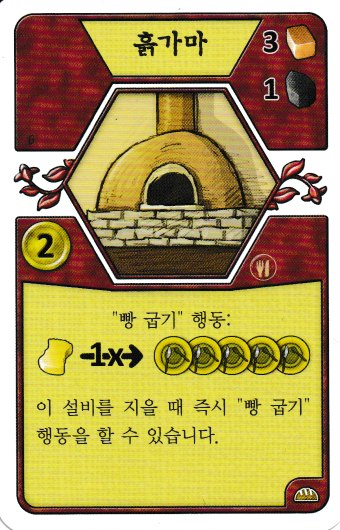 흙가마
3
1
2
"빵 굽기" 행동:
-1-x→
이 설비를 지을 때 즉시 "빵 굽기"
행동을 할 수 있습니다.